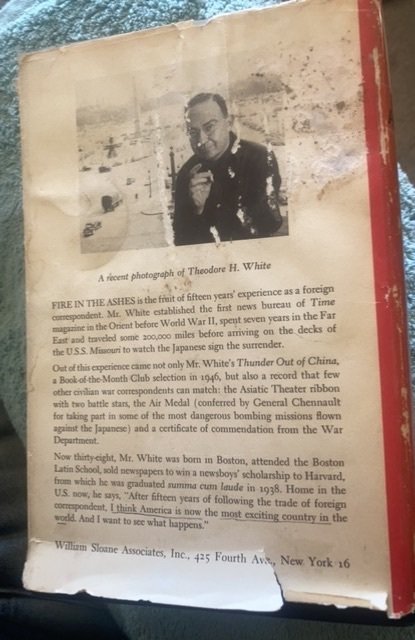 A recent photograph of Theodore H. White
FIRE IN THE ASHES is the fruit of fifteen years' experience as a foreign
correspondent. Mr. White established the first news bureau of Time
magazine in the Orient before World War II, spent seven years in the Far
East and traveled some 200,000 miles before arriving on the decks of
the U.S.S. Missouri to watch the Japanese sign the surrender.
Out of this experience came not only Mr. White's Thunder Out of China,
a Book-of-the-Month Club selection in 1946, but also a record that few
other civilian war correspondents can match: the Asiatic Theater ribbon
with two battle stars, the Air Medal (conferred by General Chennault
for taking part in some of the most dangerous bombing missions flown
against the Japanese) and a certificate of commendation from the War
Department.
Now thirty-eight, Mr. White was born in Boston, attended the Boston
Latin School, sold newspapers to win a newsboys' scholarship to Harvard,
from which he was graduated summa cum laude in 1938. Home in the
U.S. now, he says, "After fifteen years of following the trade of foreign
correspondent, I think America is now the most exciting country in the
world. And I want to see what happens."
William Sloane Associates, Inc., 425 Fourth Ave., New York 16